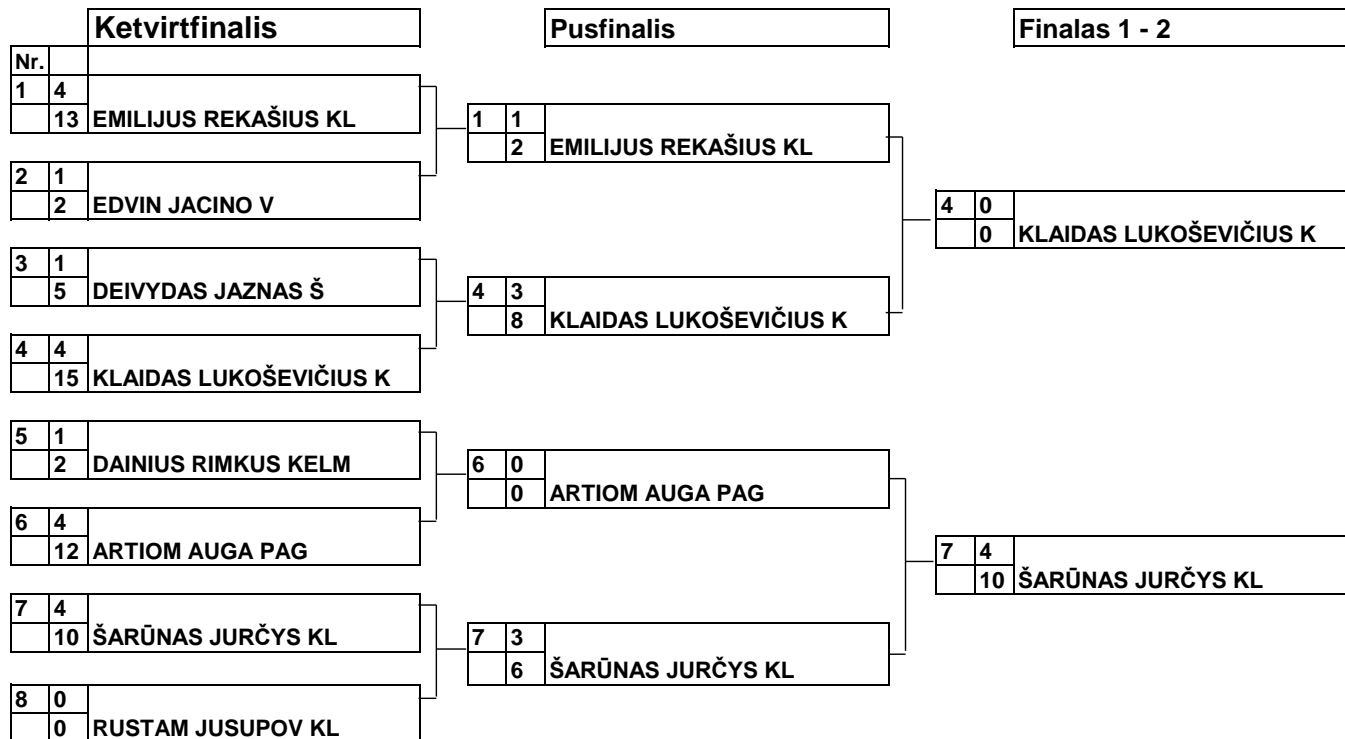 Ketvirtfinalis
Pusfinalis
Finalas 1 - 2
Nr.
1 4
13 EMILIJUS REKAŠIUS KL
2 1
2 EDVIN JACINO V
3 1
5 DEIVYDAS JAZNAS Š
4 4
15 KLAIDAS LUKOŠEVIČIUS K
5 1
2 DAINIUS RIMKUS KELM
6 4
12 ARTIOM AUGA PAG
7 4
10 ŠARŪNAS JURČYS KL
8 0
0 RUSTAM JUSUPOV KL
1 1
2 EMILIJUS REKAŠIUS KL
4 3
8 KLAIDAS LUKOŠEVIČIUS K
6 0
0 ARTIOM AUGA PAG
7 3
6 ŠARŪNAS JURČYS KL
4 0
0 KLAIDAS LUKOŠEVIČIUS K
7 4
10 ŠARŪNAS JURČYS KL